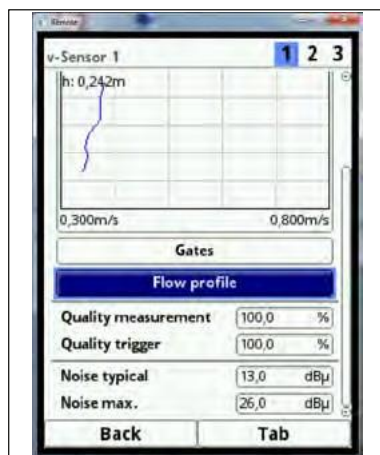 Remote
v-Sensor 1 1 2 3
h: 0,242m
0,300m/s 0,800m/s
Gates
Flow profile
Quality measurement 100,0 %
Quality trigger 100,0 %
Noise typical 13,0 dBµ
Noise max. 26,0 dBµ
Back Tab